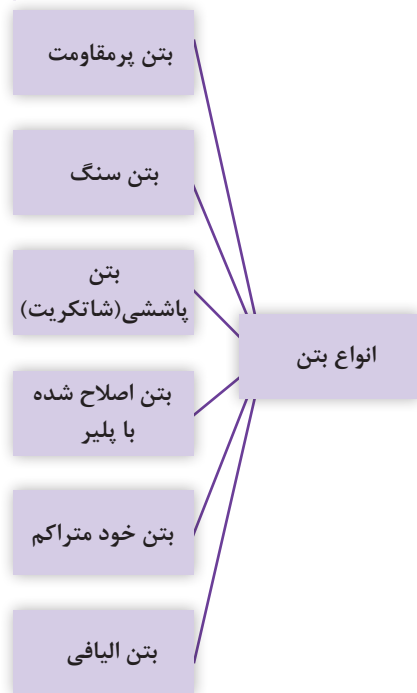 انواع بتن
بتن پرمقاومت
بتن سنگ
بتن
پاششی(شاتکریت)
بتن اصلاح شده
با پلیر
بتن خود متراکم
بتن الیافی